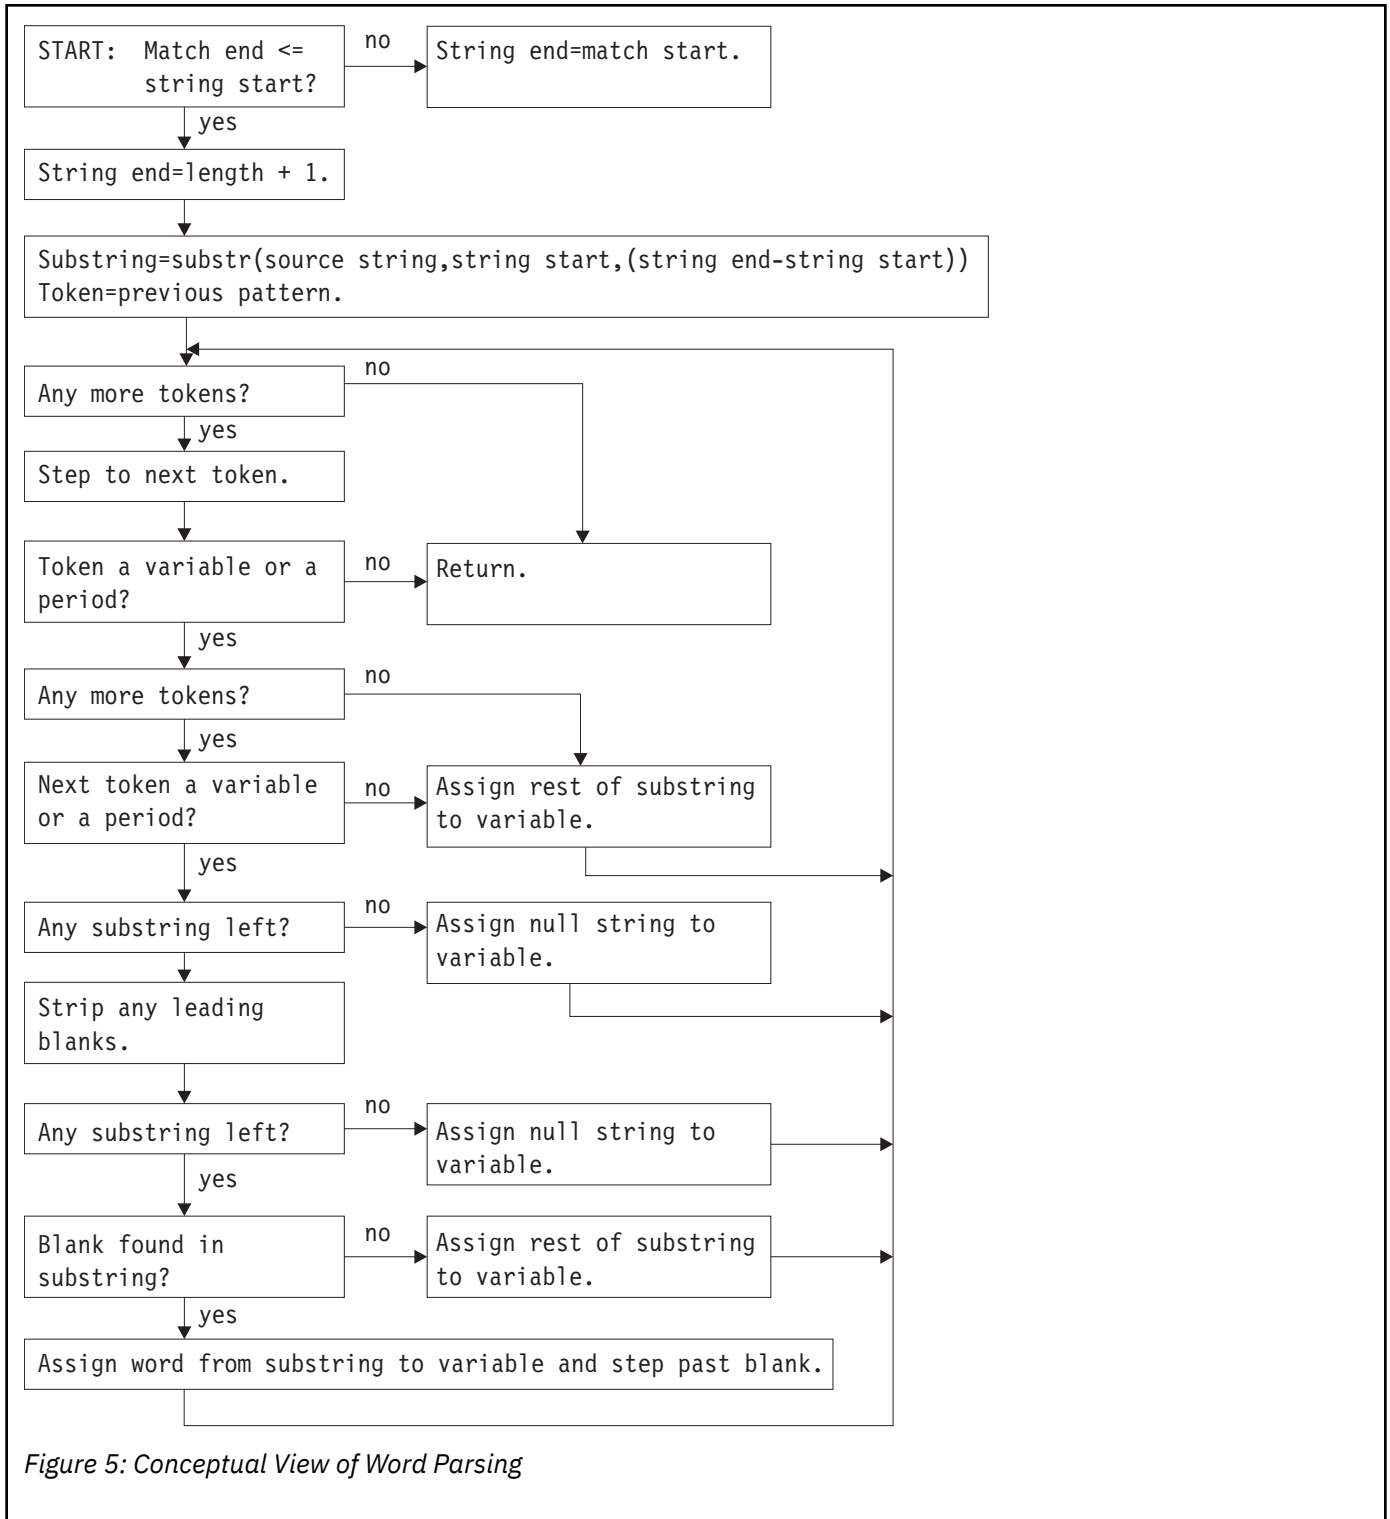 START:  Match end <=
string start?
no
String end=match start.
yes
String end=length + 1.
Substring=substr(source string,string start,(string end-string start))
Token=previous pattern.
Any more tokens?
no
yes
Step to next token.
Token a variable or a
period?
no
Return.
yes
Any more tokens?
no
yes
Next token a variable
or a period?
no
Assign rest of substring
to variable.
yes
Any substring left?
no
Assign null string to
variable.
Strip any leading
blanks.
Any substring left?
no
Assign null string to
variable.
yes
Blank found in
substring?
no
Assign rest of substring
to variable.
yes
Assign word from substring to variable and step past blank.
Figure 5: Conceptual View of Word Parsing